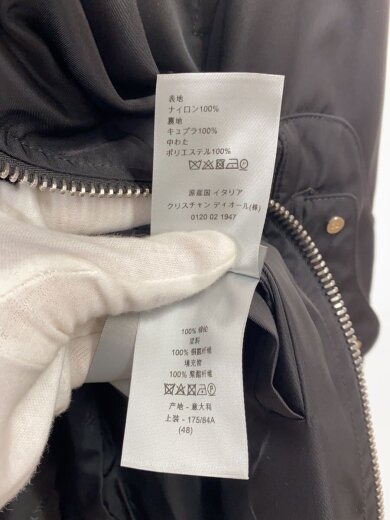 表地
ナイロン100%
裏地
キュプラ100%
中わた
ポリエステル100%
原産国 イタリア
クリスチャン ディオール(株)
0120 02 1947
100% 锦纶
里料
100% 铜氨纤维
填充物
100% 聚酯纤维
产地 - 意大利
上装 - 175/84A
(48)